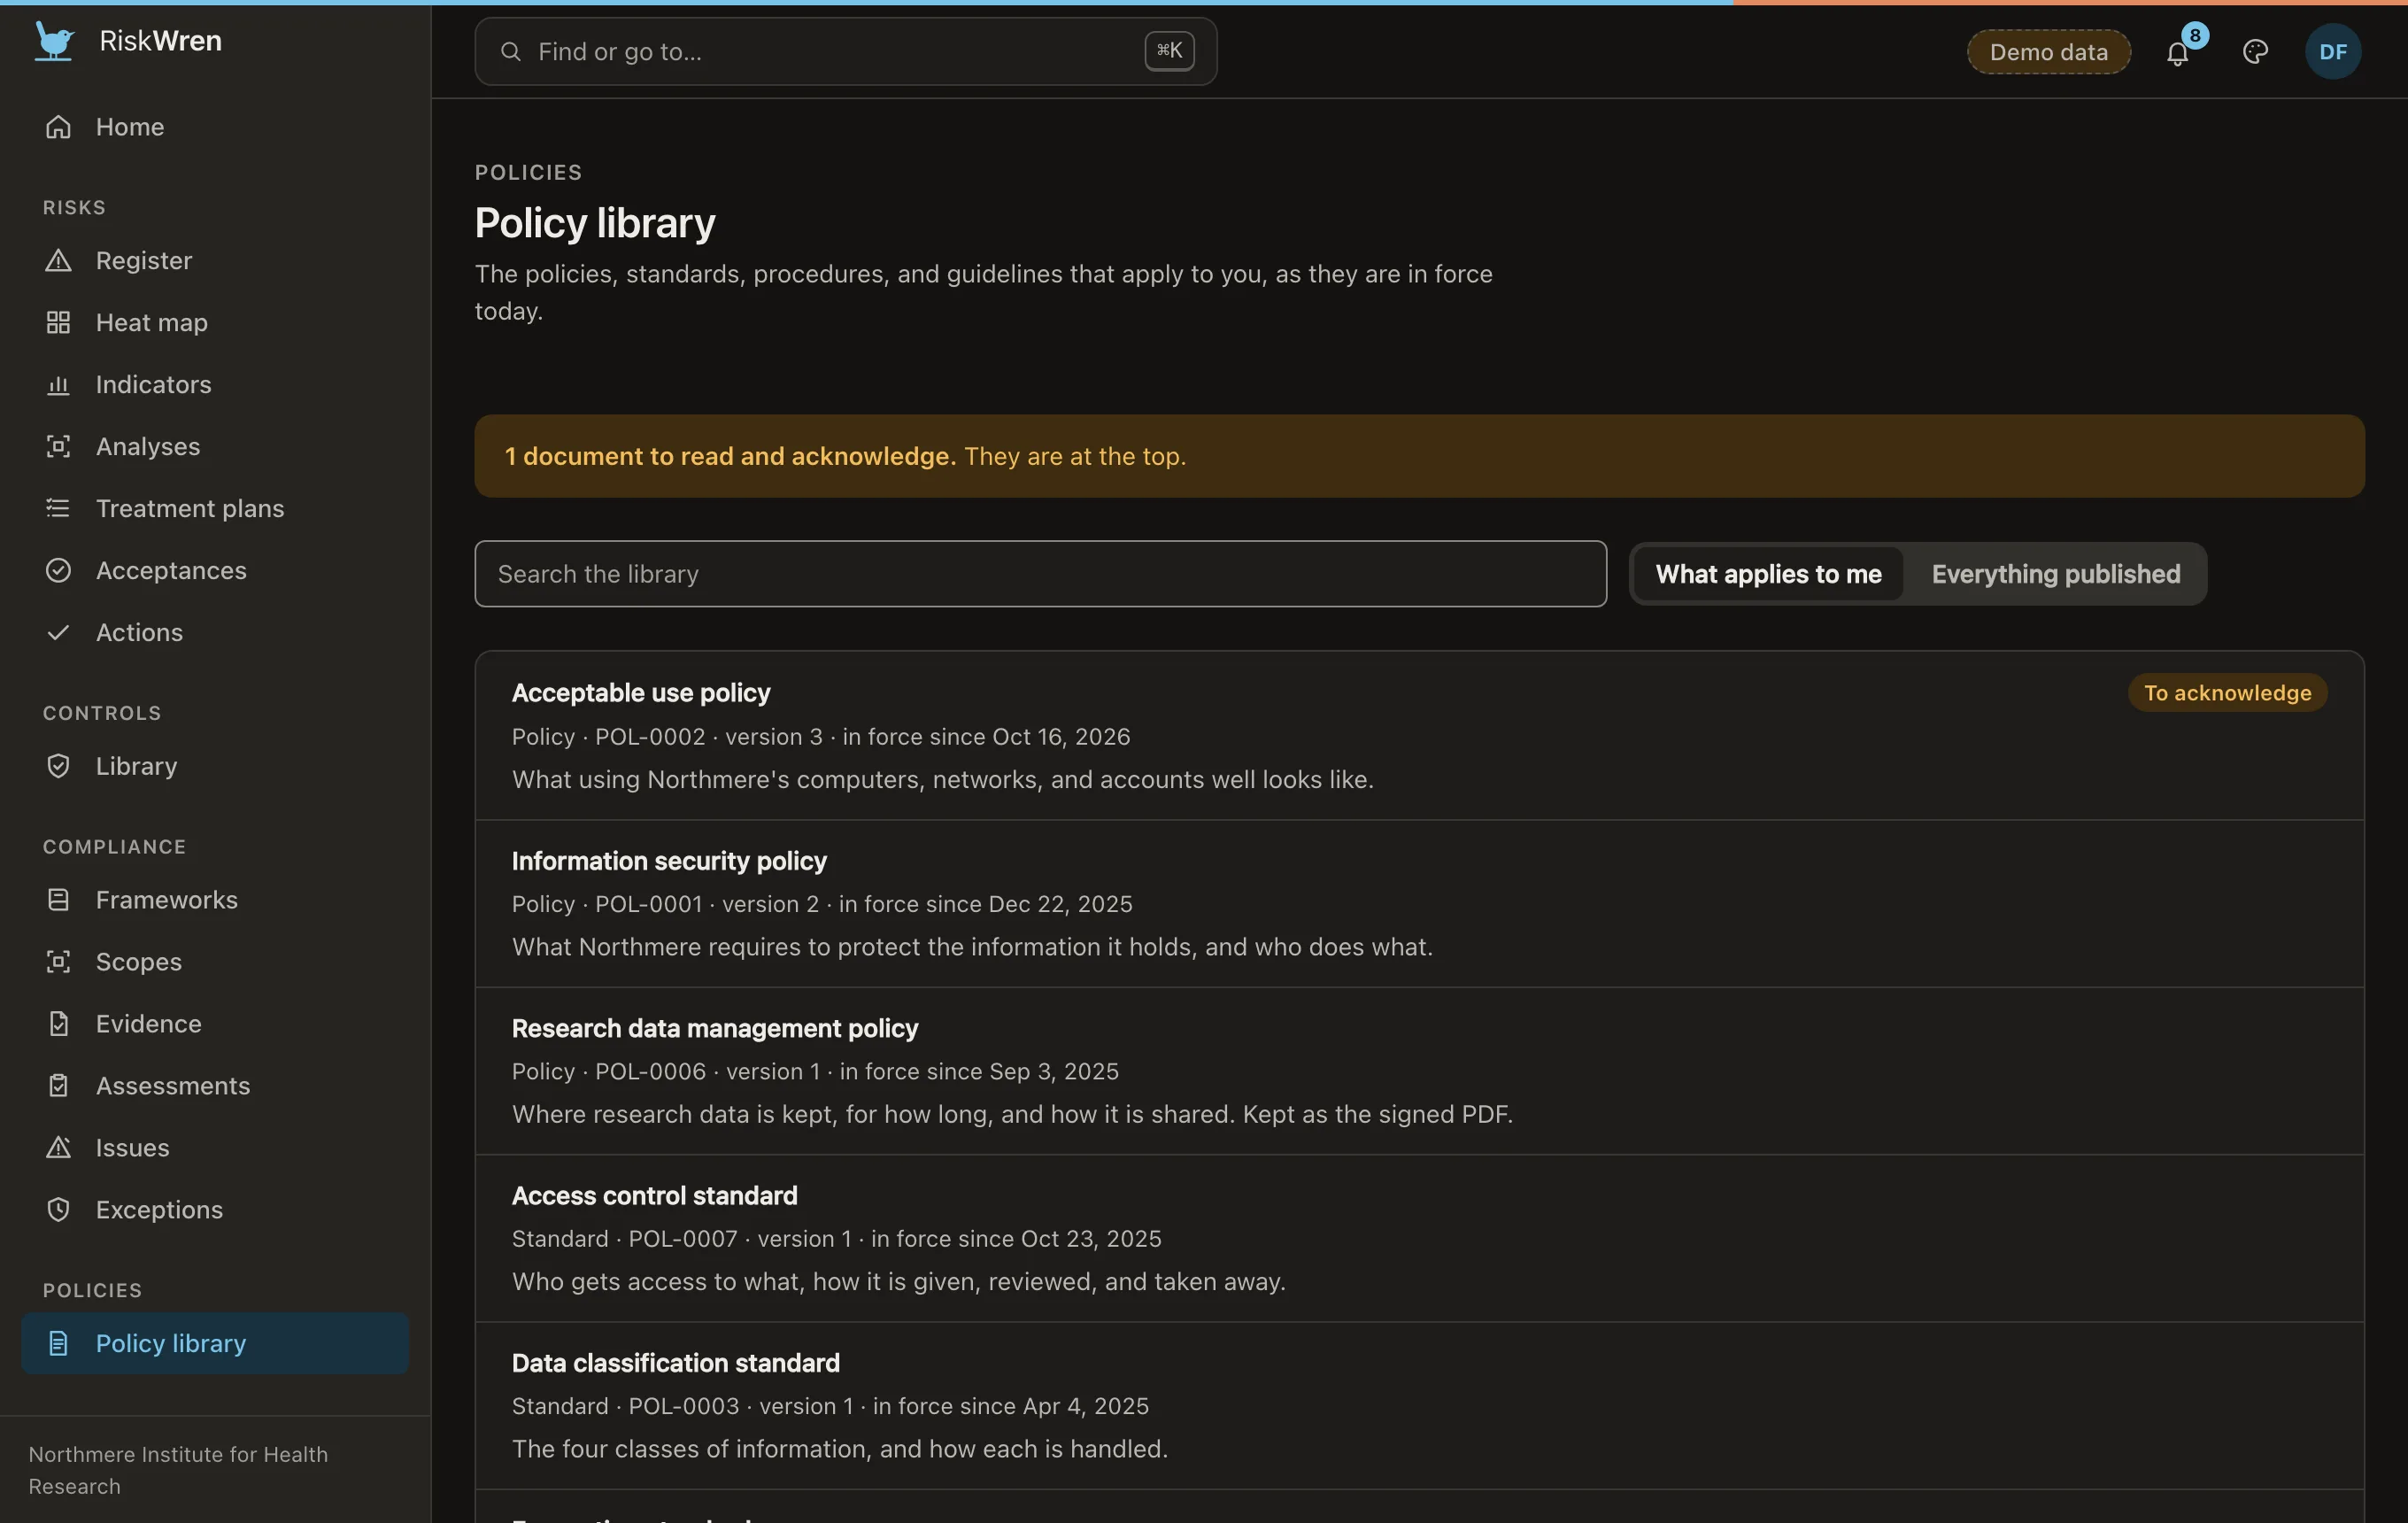 RiskWren
Find or go to...
⌘K
Demo data
8
DF
Home
RISKS
Register
Heat map
Indicators
Analyses
Treatment plans
Acceptances
Actions
CONTROLS
Library
COMPLIANCE
Frameworks
Scopes
Evidence
Assessments
Issues
Exceptions
POLICIES
Policy library
Northmere Institute for Health
Research
POLICIES
Policy library
The policies, standards, procedures, and guidelines that apply to you, as they are in force
today.
1 document to read and acknowledge. They are at the top.
Search the library
What applies to me
Everything published
Acceptable use policy
To acknowledge
Policy · POL-0002 · version 3 · in force since Oct 16, 2026
What using Northmere's computers, networks, and accounts well looks like.
Information security policy
Policy · POL-0001 · version 2 · in force since Dec 22, 2025
What Northmere requires to protect the information it holds, and who does what.
Research data management policy
Policy · POL-0006 · version 1 · in force since Sep 3, 2025
Where research data is kept, for how long, and how it is shared. Kept as the signed PDF.
Access control standard
Standard · POL-0007 · version 1 · in force since Oct 23, 2025
Who gets access to what, how it is given, reviewed, and taken away.
Data classification standard
Standard · POL-0003 · version 1 · in force since Apr 4, 2025
The four classes of information, and how each is handled.